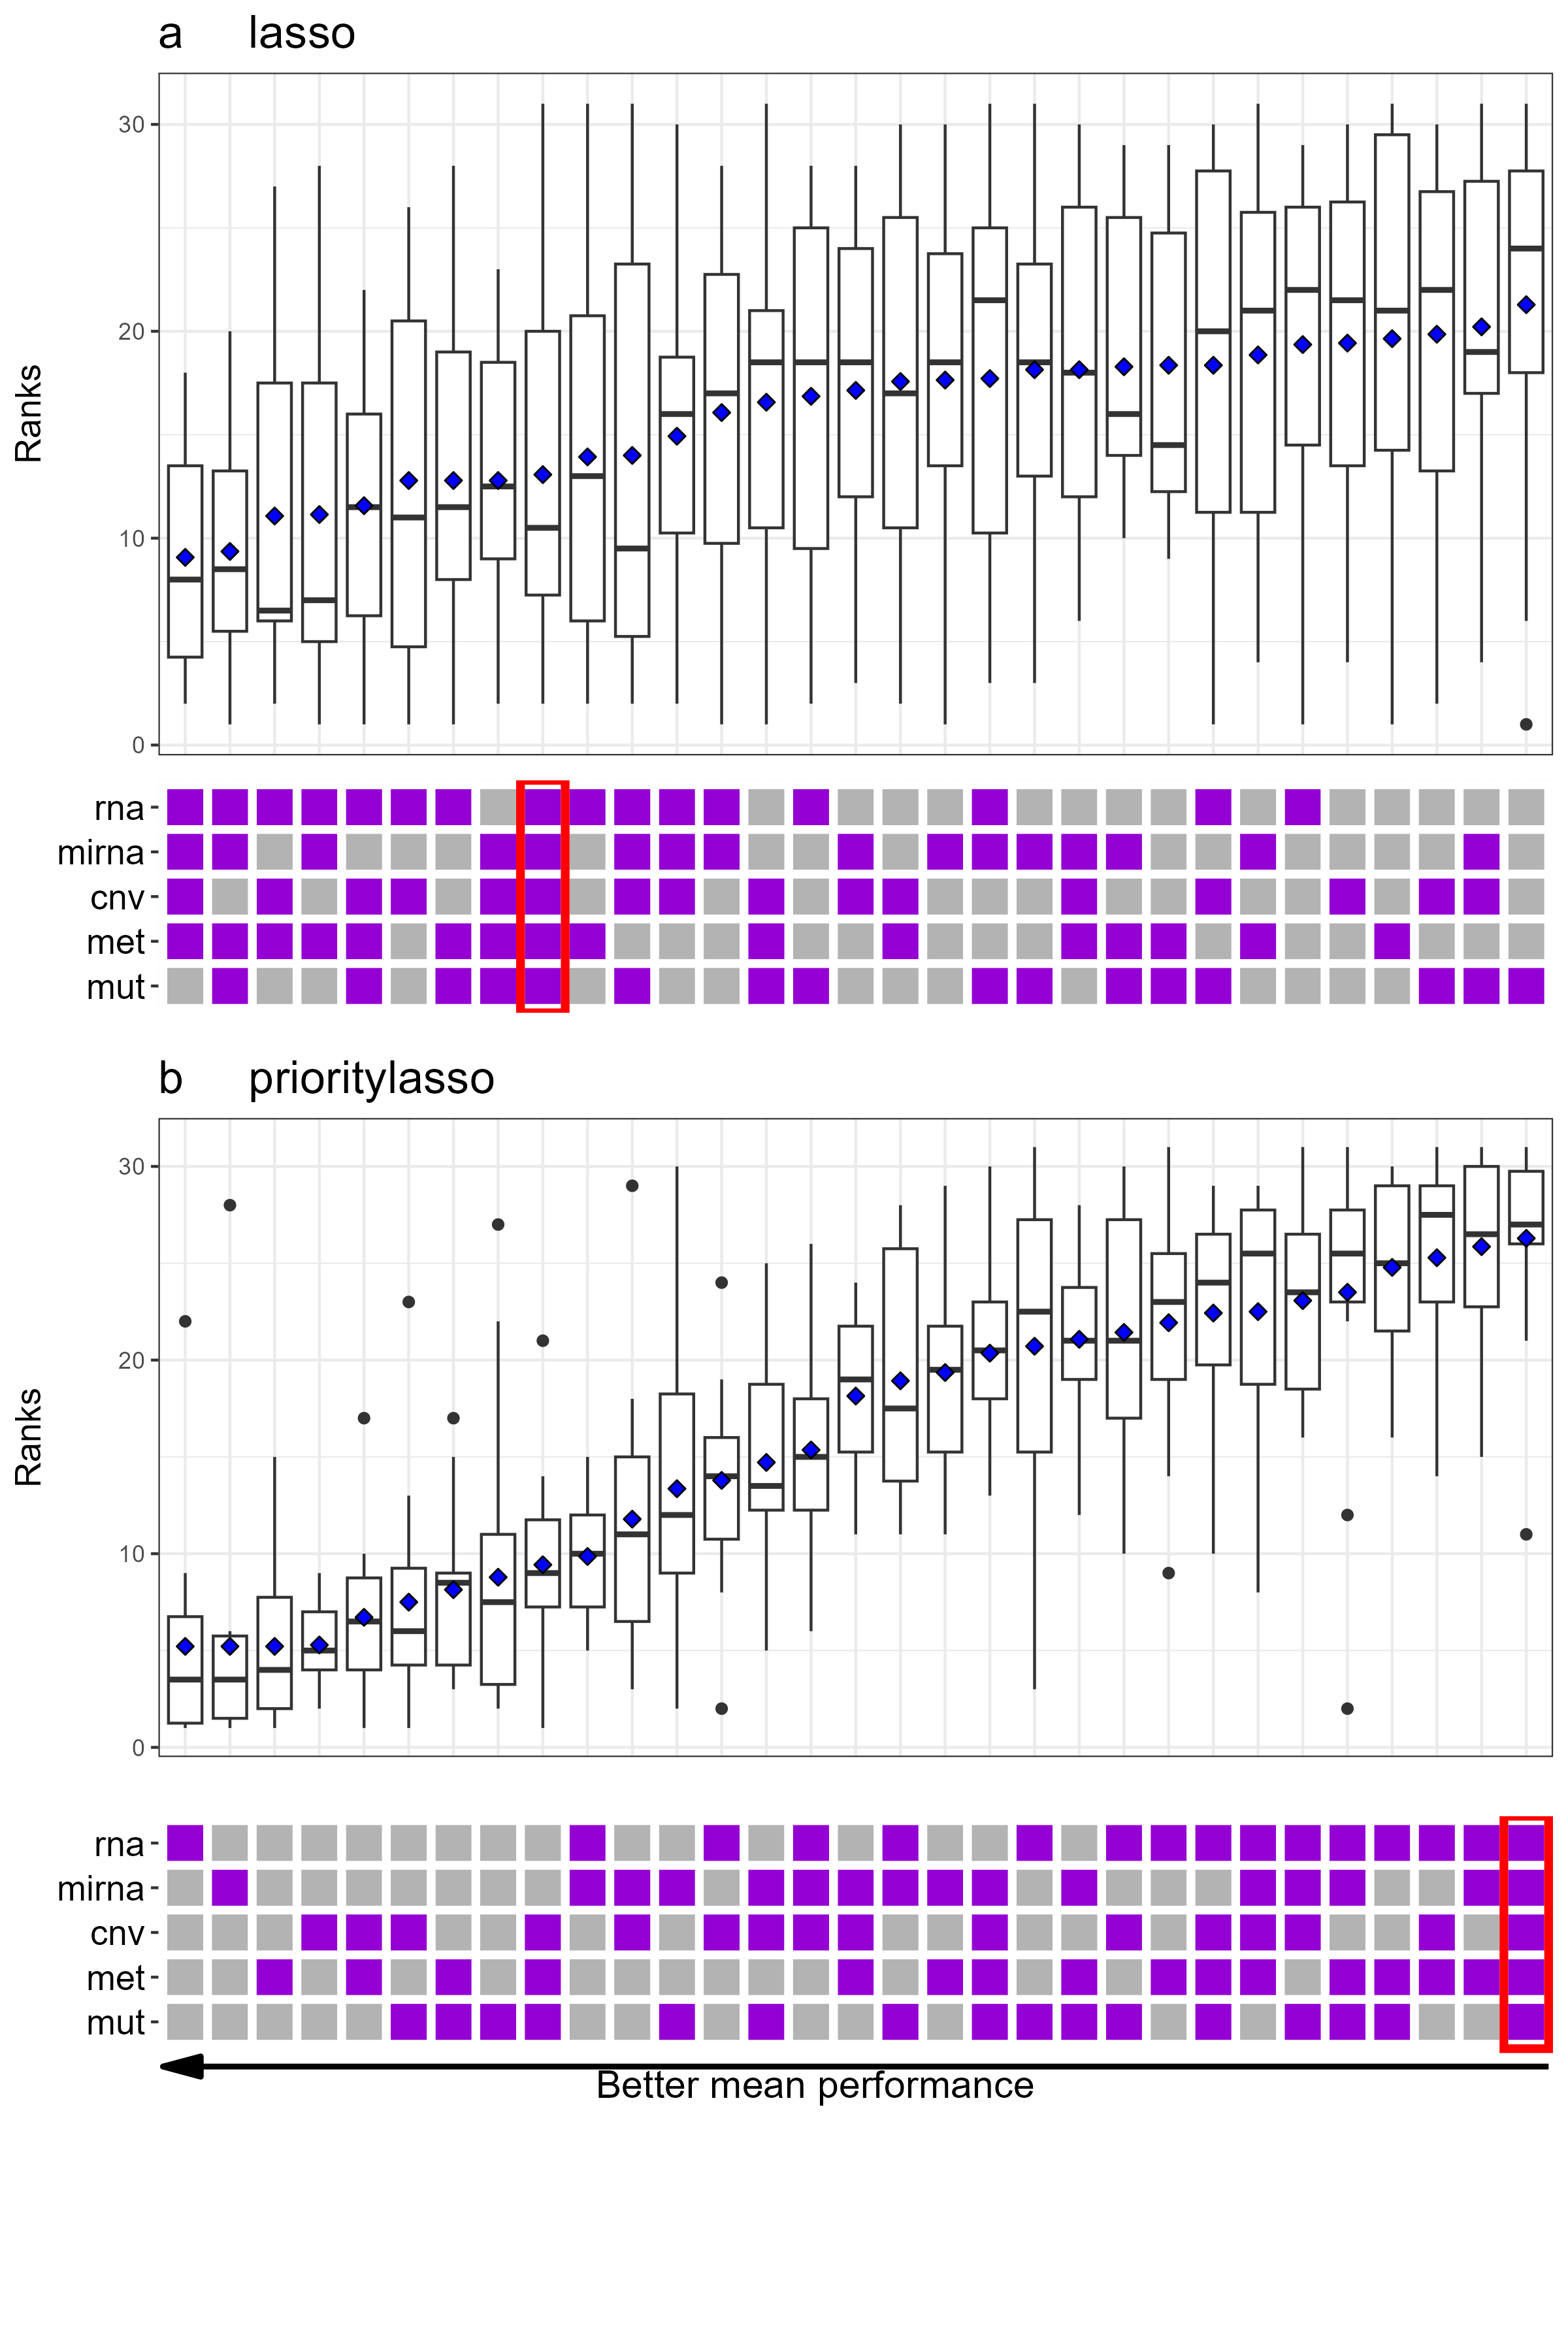 a lasso
Ranks
30
20
10
0
rna
mirna
cnv
met
mut
b prioritylasso
Ranks
30
20
10
0
rna
mirna
cnv
met
mut
Better mean performance